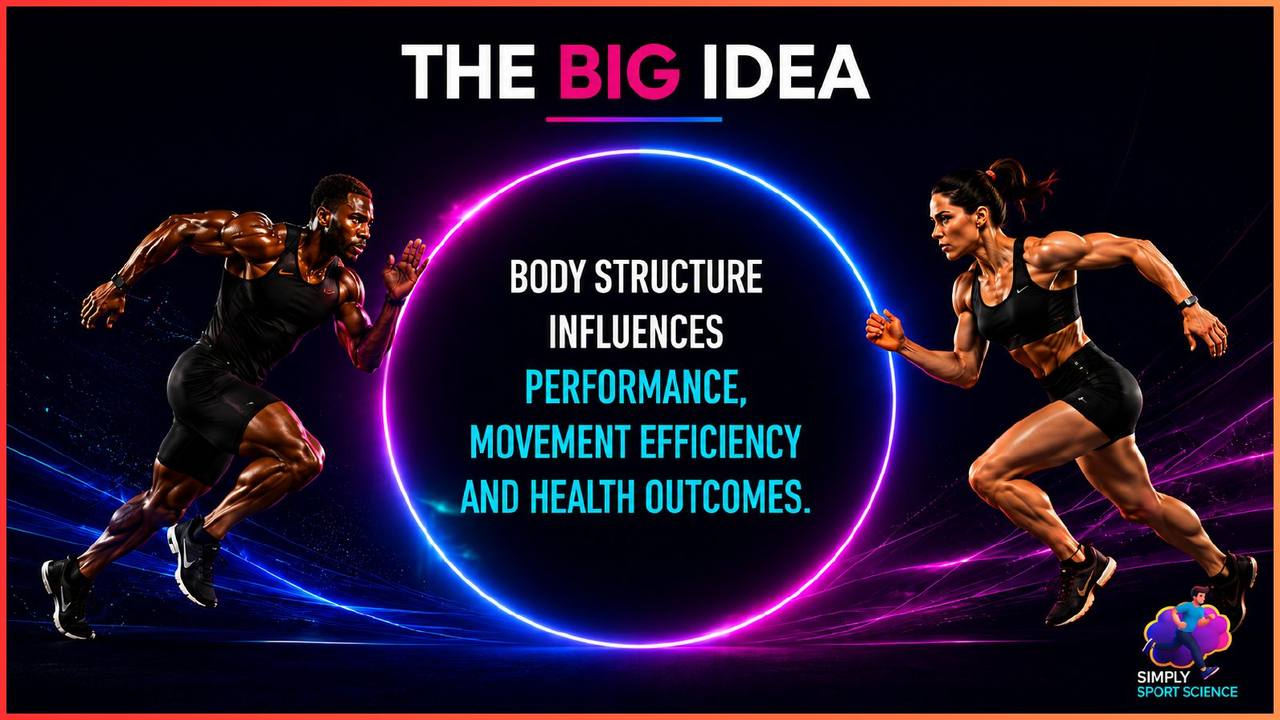 THE BIG IDEA
BODY STRUCTURE
INFLUENCES
PERFORMANCE,
MOVEMENT EFFICIENCY
AND HEALTH OUTCOMES.
SIMPLY
SPORT SCIENCE